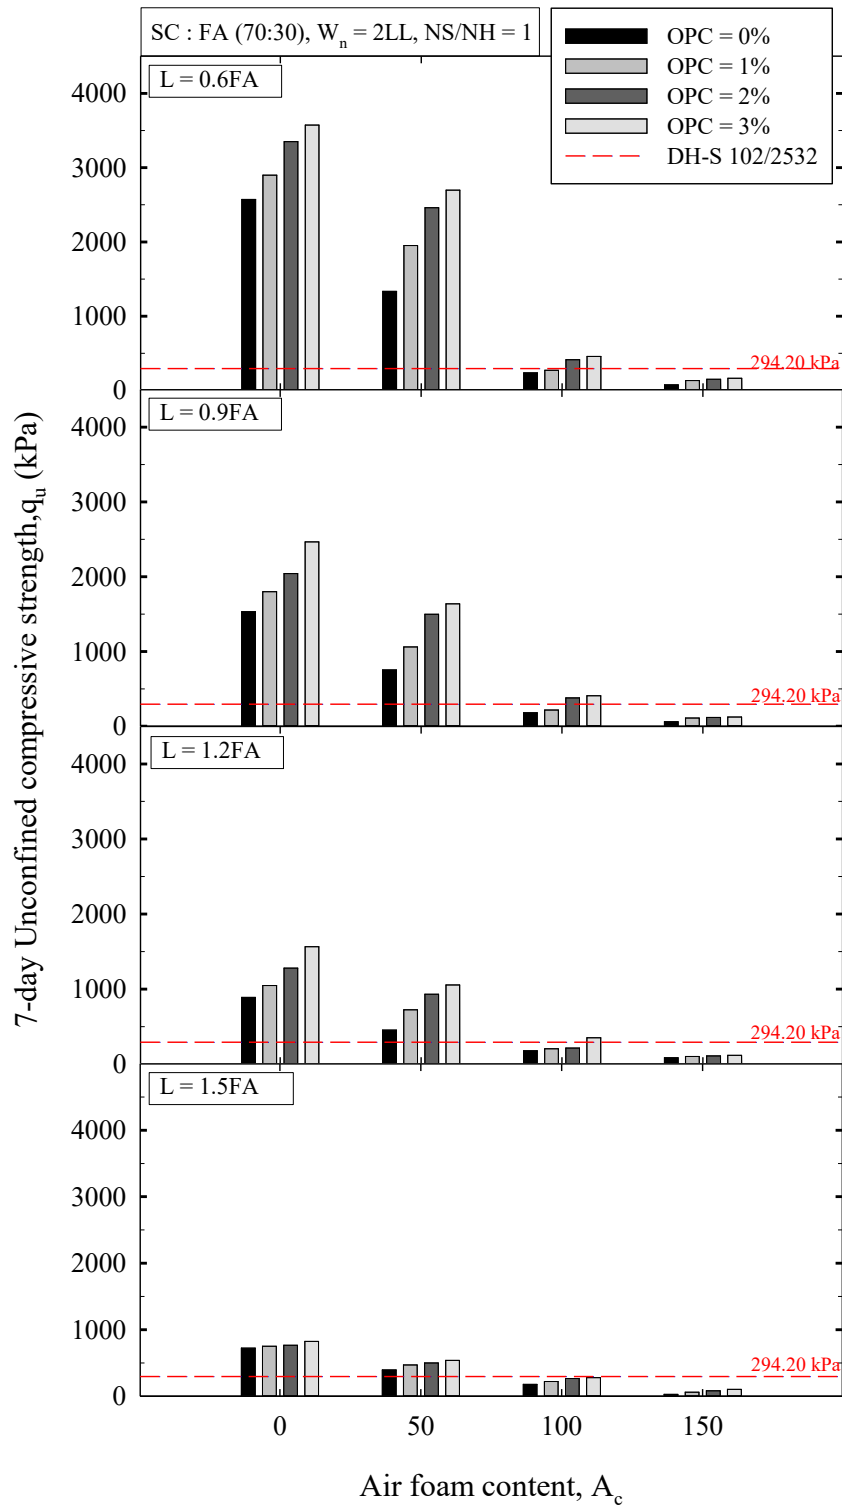 SC : FA (70:30), Wₙ = 2LL, NS/NH = 1
OPC = 0%
OPC = 1%
OPC = 2%
OPC = 3%
DH-S 102/2532
L = 0.6FA
4000
3000
2000
1000
0
294.20 kPa
L = 0.9FA
4000
3000
2000
1000
0
294.20 kPa
L = 1.2FA
4000
3000
2000
1000
0
294.20 kPa
L = 1.5FA
4000
3000
2000
1000
0
294.20 kPa
0 50 100 150
7-day Unconfined compressive strength,qᵤ (kPa)
Air foam content, A_c